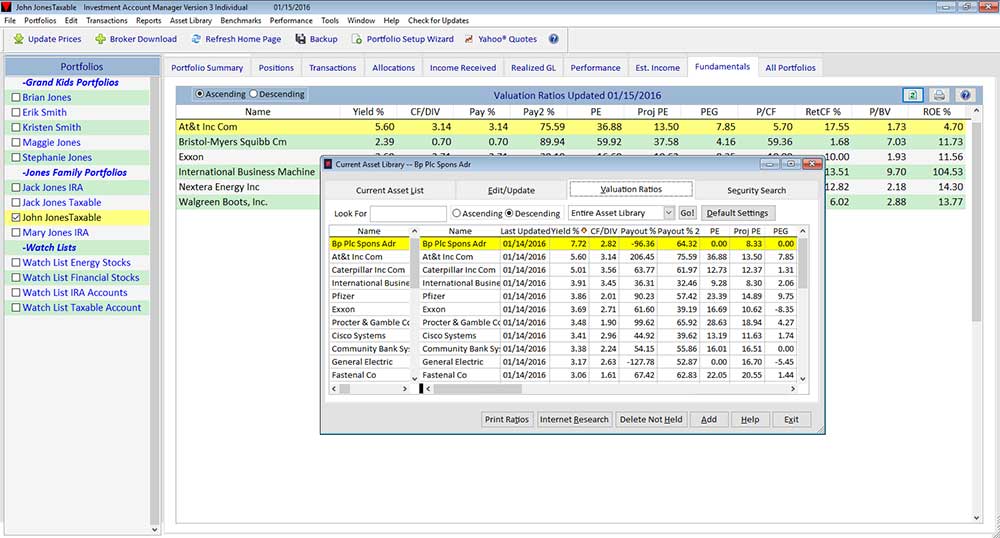 John JonesTaxable Investment Account Manager Version 3 Individual 01/15/2016
File Portfolios Edit Transactions Reports Asset Library Benchmarks Performance Tools Window Help Check for Updates
Update Prices Broker Download Refresh Home Page Backup Portfolio Setup Wizard Yahoo® Quotes
Portfolios
-Grand Kids Portfolios
Brian Jones
Erik Smith
Kristen Smith
Maggie Jones
Stephanie Jones
-Jones Family Portfolios
Jack Jones IRA
Jack Jones Taxable
John JonesTaxable
Mary Jones IRA
-Watch Lists
Watch List Energy Stocks
Watch List Financial Stocks
Watch List IRA Accounts
Watch List Taxable Account
Portfolio Summary Positions Transactions Allocations Income Received Realized GL Performance Est. Income Fundamentals All Portfolios
Ascending Descending Valuation Ratios Updated 01/15/2016
Name Yield % CF/DIV Pay % Pay2 % PE Proj PE PEG P/CF RetCF % P/BV ROE %
At&t Inc Com 5.60 3.14 3.14 75.59 36.88 13.50 7.85 5.70 17.55 1.73 4.70
Bristol-Myers Squibb Cm 2.39 0.70 0.70 89.94 59.92 37.58 4.16 59.36 1.68 7.03 11.73
Exxon 10.00 1.93 11.56
International Business Machine 13.51 9.70 104.53
Nextera Energy Inc 12.82 2.18 14.30
Walgreen Boots, Inc. 6.02 2.88 13.77
Current Asset Library -- Bp Plc Spons Adr
Current Asset List Edit/Update Valuation Ratios Security Search
Look For Ascending Descending Entire Asset Library Go! Default Settings
Name Name Last Updated Yield % CF/DIV Payout % Payout % 2 PE Proj PE PEG
Bp Plc Spons Adr Bp Plc Spons Adr 01/14/2016 7.72 2.82 -96.36 64.32 0.00 8.33 0.00
At&t Inc Com At&t Inc Com 01/14/2016 5.60 3.14 206.45 75.59 36.88 13.50 7.85
Caterpillar Inc Com Caterpillar Inc Com 01/14/2016 5.01 3.56 63.77 61.97 12.73 12.37 1.31
International Business International Busine 01/14/2016 3.91 3.45 36.31 32.46 9.28 8.30 2.06
Pfizer Pfizer 01/14/2016 3.86 2.01 90.23 57.42 23.39 14.89 9.75
Exxon Exxon 01/14/2016 3.69 2.71 61.60 39.19 16.69 10.62 -8.35
Procter & Gamble Co Procter & Gamble Co 01/14/2016 3.48 1.90 99.62 65.92 28.63 18.94 4.27
Cisco Systems Cisco Systems 01/14/2016 3.41 2.96 44.92 39.62 13.19 11.63 1.74
Community Bank Sys Community Bank Sy 01/14/2016 3.38 2.24 54.15 55.86 16.01 16.51 0.00
General Electric General Electric 01/14/2016 3.17 2.63 -127.78 52.87 0.00 16.70 -5.45
Fastenal Co Fastenal Co 01/14/2016 3.06 1.61 67.42 62.83 22.05 20.55 1.44
Print Ratios Internet Research Delete Not Held Add Help Exit